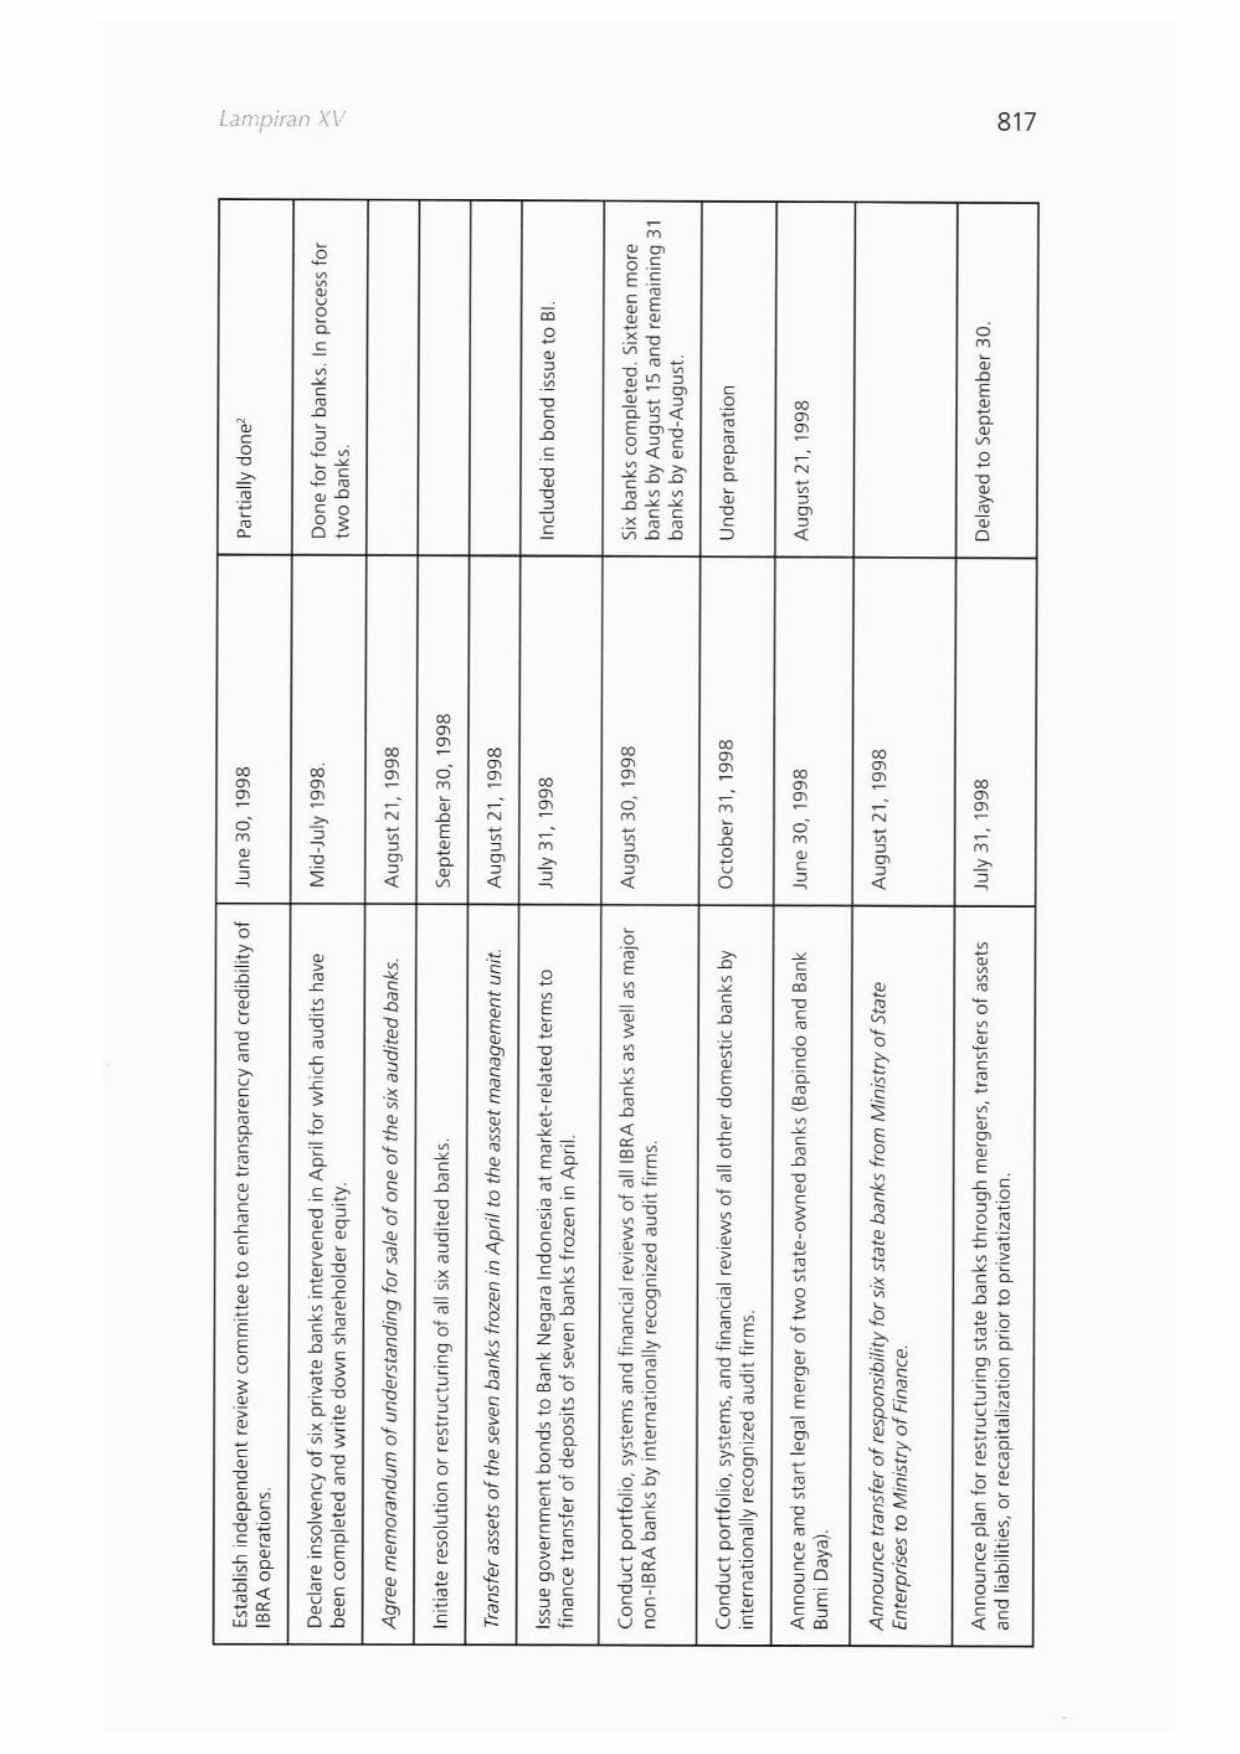 Lampiran XV
817
Establish independent review committee to enhance transparency and credibility of
IBRA operations.
June 30, 1998
Partially done²
Declare insolvency of six private banks intervened in April for which audits have
been completed and write down shareholder equity.
Mid-July 1998.
Done for four banks. In process for
two banks.
Agree memorandum of understanding for sale of one of the six audited banks.
August 21, 1998
Initiate resolution or restructuring of all six audited banks.
September 30, 1998
Transfer assets of the seven banks frozen in April to the asset management unit.
August 21, 1998
Issue government bonds to Bank Negara Indonesia at market-related terms to
finance transfer of deposits of seven banks frozen in April.
July 31, 1998
Included in bond issue to BI.
Conduct portfolio, systems and financial reviews of all IBRA banks as well as major
non-IBRA banks by internationally recognized audit firms.
August 30, 1998
Six banks completed. Sixteen more
banks by August 15 and remaining 31
banks by end-August.
Conduct portfolio, systems, and financial reviews of all other domestic banks by
internationally recognized audit firms.
October 31, 1998
Under preparation
Announce and start legal merger of two state-owned banks (Bapindo and Bank
Bumi Daya).
June 30, 1998
August 21, 1998
Announce transfer of responsibility for six state banks from Ministry of State
Enterprises to Ministry of Finance.
August 21, 1998
Announce plan for restructuring state banks through mergers, transfers of assets
and liabilities, or recapitalization prior to privatization.
July 31, 1998
Delayed to September 30.